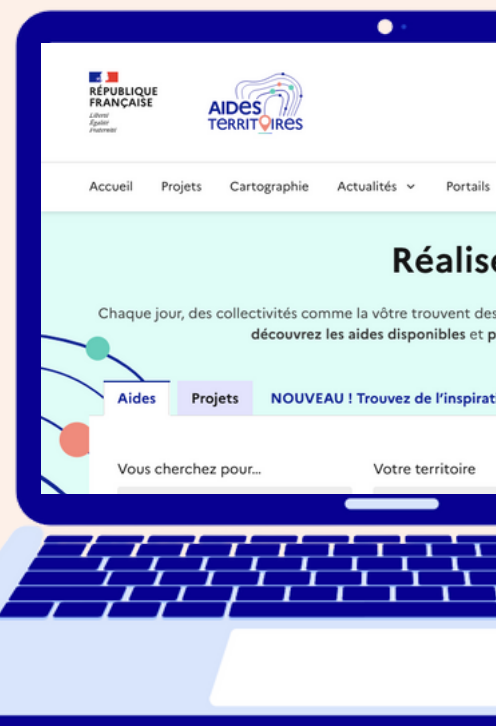 RÉPUBLIQUE
FRANÇAISE
Liberté
Égalité
Fraternité
AIDES
TERRITOIRES
Accueil Projets Cartographie Actualités Portails
Réalise
Chaque jour, des collectivités comme la vôtre trouvent des
découvrez les aides disponibles et p
Aides Projets NOUVEAU ! Trouvez de l’inspirati
Vous cherchez pour... Votre territoire